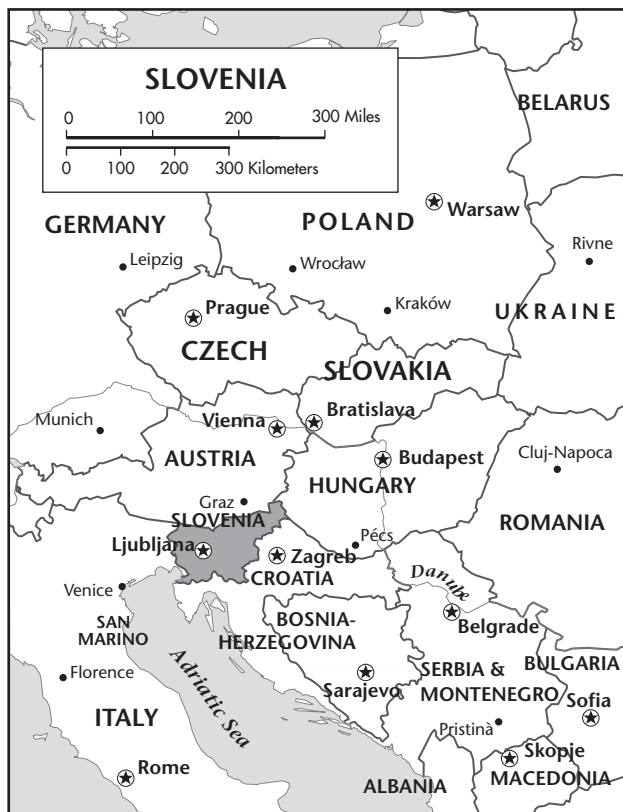 SLOVENIA
0 100 200 300 Miles
0 100 200 300 Kilometers
BELARUS
GERMANY
POLAND
Warsaw
Leipzig
Wrocław
Rivne
Kraków
UKRAINE
Prague
CZECH
SLOVAKIA
Munich
Vienna
Bratislava
AUSTRIA
Budapest
Cluj-Napoca
HUNGARY
Graz
SLOVENIA
ROMANIA
Ljubljana
Pécs
Zagreb
CROATIA
Venice
Danube
SAN
MARINO
BOSNIA-
HERZEGOVINA
Belgrade
Florence
Adriatic Sea
Sarajevo
SERBIA &
MONTENEGRO
BULGARIA
ITALY
Pristinà
Sofia
Rome
Skopje
ALBANIA
MACEDONIA